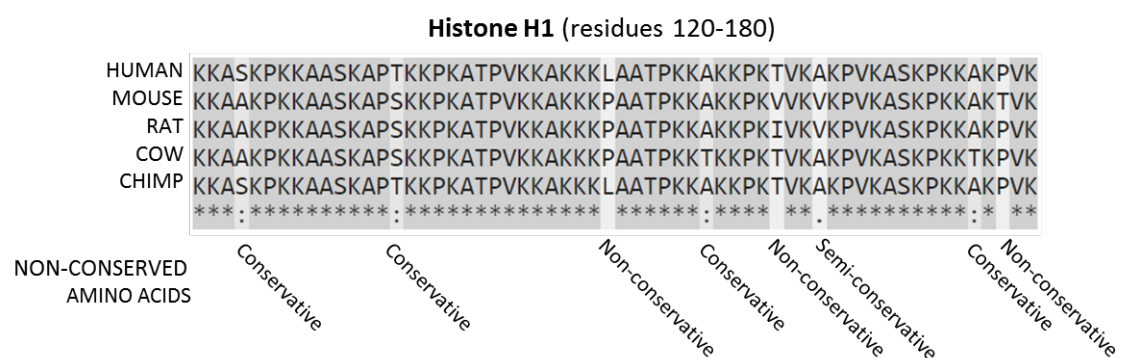 Histone H1 (residues 120-180)
HUMAN KKASKPKKAASKAPTKKPKATPVKKAKKKLAATPKKAKKPKTVKAKPVKASKPKKAKPVK
MOUSE KKAAKPKKAASKAPSKKPKATPVKKAKKKPAATPKKAKKPKVVKVKPVKASKPKKAKTVK
RAT KKAAKPKKAASKAPSKKPKATPVKKAKKKPAATPKKAKKPKIVKVKPVKASKPKKAKPVK
COW KKAAKPKKAASKAPSKKPKATPVKKAKKKPAATPKKTKKPKTVKAKPVKASKPKKTKPVK
CHIMP KKASKPKKAASKAPTKKPKATPVKKAKKKLAATPKKAKKPKTVKAKPVKASKPKKAKPVK
***:**********:************** ******:**** **.**********:* **
NON-CONSERVED
AMINO ACIDS
Conservative
Conservative
Non-conservative
Conservative
Non-conservative
Semi-conservative
Conservative
Non-conservative